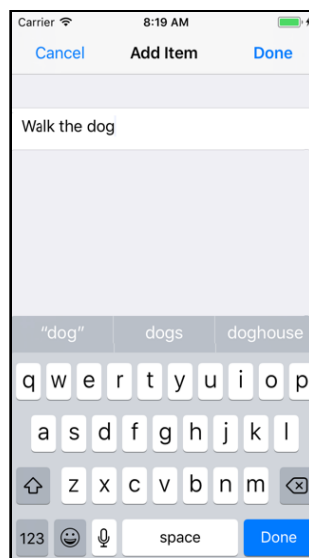 Carrier 8:19 AM
Cancel Add Item Done
Walk the dog
"dog" dogs doghouse
q w e r t y u i o p
a s d f g h j k l
z x c v b n m
123 space Done